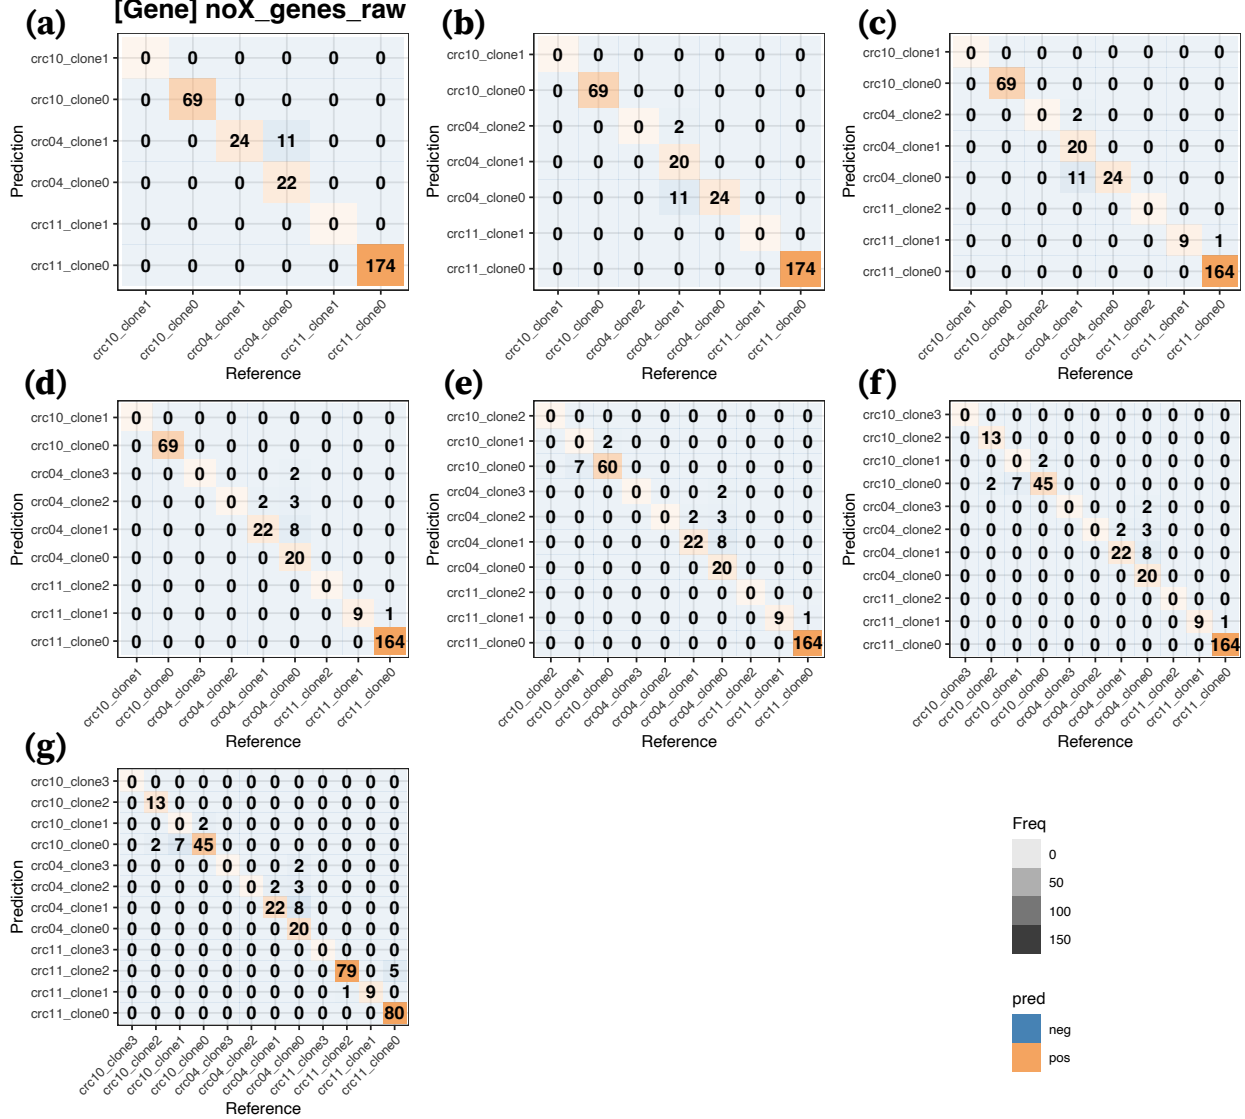 [Gene] noX_genes_raw
(a)
Prediction
crc10_clone1 0 0 0 0 0 0
crc10_clone0 0 69 0 0 0 0
crc04_clone1 0 0 24 11 0 0
crc04_clone0 0 0 0 22 0 0
crc11_clone1 0 0 0 0 0 0
crc11_clone0 0 0 0 0 0 174
crc10_clone1 crc10_clone0 crc04_clone1 crc04_clone0 crc11_clone1 crc11_clone0
Reference
(b)
Prediction
crc10_clone1 0 0 0 0 0 0 0
crc10_clone0 0 69 0 0 0 0 0
crc04_clone2 0 0 0 2 0 0 0
crc04_clone1 0 0 0 20 0 0 0
crc04_clone0 0 0 0 11 24 0 0
crc11_clone1 0 0 0 0 0 0 0
crc11_clone0 0 0 0 0 0 0 174
crc10_clone1 crc10_clone0 crc04_clone2 crc04_clone1 crc04_clone0 crc11_clone1 crc11_clone0
Reference
(c)
Prediction
crc10_clone1 0 0 0 0 0 0 0 0
crc10_clone0 0 69 0 0 0 0 0 0
crc04_clone2 0 0 0 2 0 0 0 0
crc04_clone1 0 0 0 20 0 0 0 0
crc04_clone0 0 0 0 11 24 0 0 0
crc11_clone2 0 0 0 0 0 0 0 0
crc11_clone1 0 0 0 0 0 0 9 1
crc11_clone0 0 0 0 0 0 0 0 164
crc10_clone1 crc10_clone0 crc04_clone2 crc04_clone1 crc04_clone0 crc11_clone2 crc11_clone1 crc11_clone0
Reference
(d)
Prediction
crc10_clone1 0 0 0 0 0 0 0 0 0
crc10_clone0 0 69 0 0 0 0 0 0 0
crc04_clone3 0 0 0 0 0 2 0 0 0
crc04_clone2 0 0 0 0 2 3 0 0 0
crc04_clone1 0 0 0 0 22 8 0 0 0
crc04_clone0 0 0 0 0 0 20 0 0 0
crc11_clone2 0 0 0 0 0 0 0 0 0
crc11_clone1 0 0 0 0 0 0 0 9 1
crc11_clone0 0 0 0 0 0 0 0 0 164
crc10_clone1 crc10_clone0 crc04_clone3 crc04_clone2 crc04_clone1 crc04_clone0 crc11_clone2 crc11_clone1 crc11_clone0
Reference
(e)
Prediction
crc10_clone2 0 0 0 0 0 0 0 0 0 0
crc10_clone1 0 0 2 0 0 0 0 0 0 0
crc10_clone0 0 7 60 0 0 0 0 0 0 0
crc04_clone3 0 0 0 0 0 0 2 0 0 0
crc04_clone2 0 0 0 0 0 2 3 0 0 0
crc04_clone1 0 0 0 0 0 22 8 0 0 0
crc04_clone0 0 0 0 0 0 0 20 0 0 0
crc11_clone2 0 0 0 0 0 0 0 0 0 0
crc11_clone1 0 0 0 0 0 0 0 0 9 1
crc11_clone0 0 0 0 0 0 0 0 0 0 164
crc10_clone2 crc10_clone1 crc10_clone0 crc04_clone3 crc04_clone2 crc04_clone1 crc04_clone0 crc11_clone2 crc11_clone1 crc11_clone0
Reference
(f)
Prediction
crc10_clone3 0 0 0 0 0 0 0 0 0 0 0
crc10_clone2 0 13 0 0 0 0 0 0 0 0 0
crc10_clone1 0 0 0 2 0 0 0 0 0 0 0
crc10_clone0 0 2 7 45 0 0 0 0 0 0 0
crc04_clone3 0 0 0 0 0 0 0 2 0 0 0
crc04_clone2 0 0 0 0 0 0 2 3 0 0 0
crc04_clone1 0 0 0 0 0 0 22 8 0 0 0
crc04_clone0 0 0 0 0 0 0 0 20 0 0 0
crc11_clone2 0 0 0 0 0 0 0 0 0 0 0
crc11_clone1 0 0 0 0 0 0 0 0 0 9 1
crc11_clone0 0 0 0 0 0 0 0 0 0 0 164
crc10_clone3 crc10_clone2 crc10_clone1 crc10_clone0 crc04_clone3 crc04_clone2 crc04_clone1 crc04_clone0 crc11_clone2 crc11_clone1 crc11_clone0
Reference
(g)
Prediction
crc10_clone3 0 0 0 0 0 0 0 0 0 0 0 0
crc10_clone2 0 13 0 0 0 0 0 0 0 0 0 0
crc10_clone1 0 0 0 2 0 0 0 0 0 0 0 0
crc10_clone0 0 2 7 45 0 0 0 0 0 0 0 0
crc04_clone3 0 0 0 0 0 0 0 2 0 0 0 0
crc04_clone2 0 0 0 0 0 0 2 3 0 0 0 0
crc04_clone1 0 0 0 0 0 0 22 8 0 0 0 0
crc04_clone0 0 0 0 0 0 0 0 20 0 0 0 0
crc11_clone3 0 0 0 0 0 0 0 0 0 0 0 0
crc11_clone2 0 0 0 0 0 0 0 0 0 79 0 5
crc11_clone1 0 0 0 0 0 0 0 0 0 1 9 0
crc11_clone0 0 0 0 0 0 0 0 0 0 0 0 80
crc10_clone3 crc10_clone2 crc10_clone1 crc10_clone0 crc04_clone3 crc04_clone2 crc04_clone1 crc04_clone0 crc11_clone3 crc11_clone2 crc11_clone1 crc11_clone0
Reference
Freq
0
50
100
150
pred
neg
pos